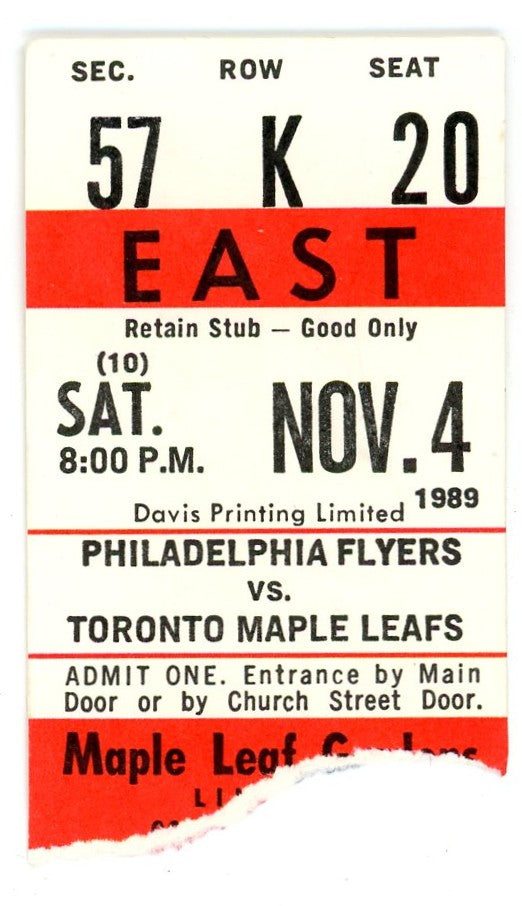 SEC. ROW SEAT
57 K 20
EAST
Retain Stub — Good Only
(10)
SAT. NOV. 4
8:00 P.M.
Davis Printing Limited 1989
PHILADELPHIA FLYERS
VS.
TORONTO MAPLE LEAFS
ADMIT ONE. Entrance by Main
Door or by Church Street Door.
Maple Leaf Gardens